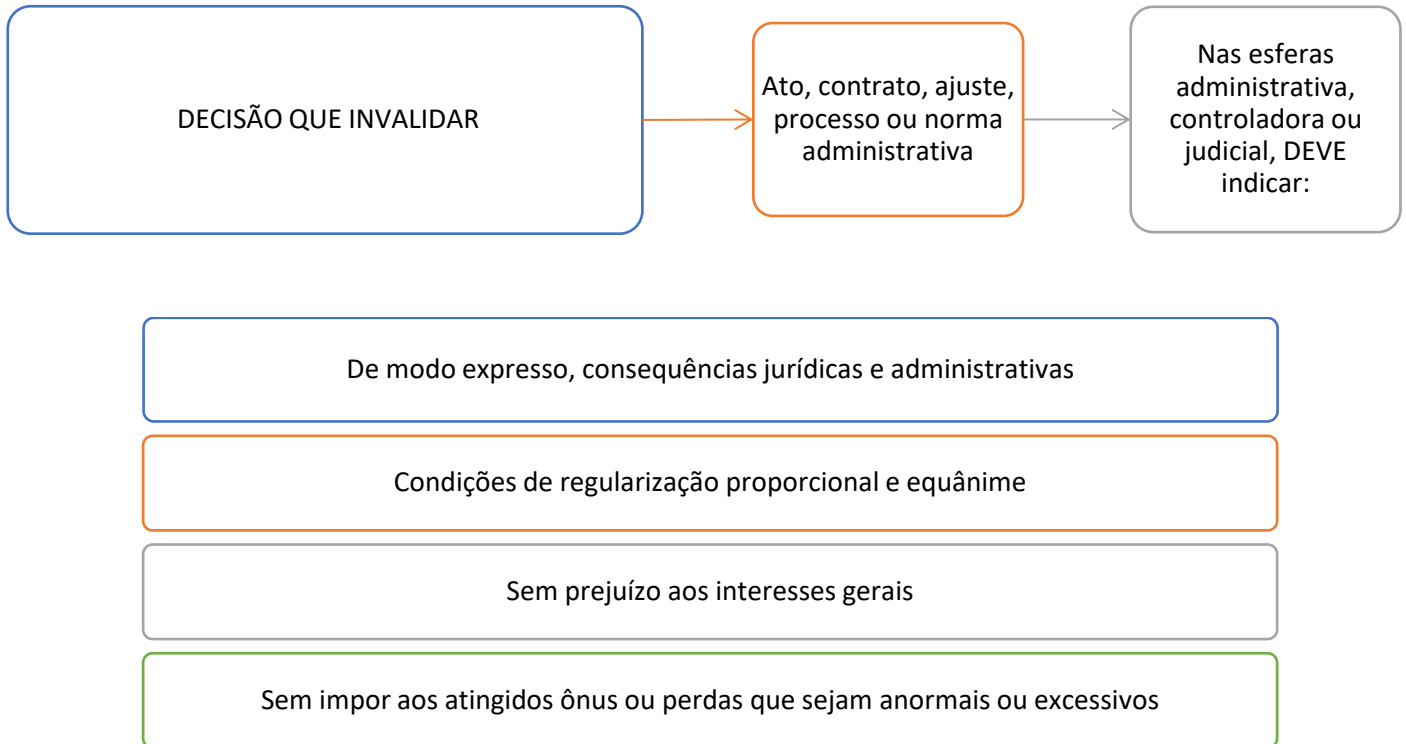 DECISÃO QUE INVALIDAR
Ato, contrato, ajuste,
processo ou norma
administrativa
Nas esferas
administrativa,
controladora ou
judicial, DEVE
indicar:
De modo expresso, consequências jurídicas e administrativas
Condições de regularização proporcional e equânime
Sem prejuízo aos interesses gerais
Sem impor aos atingidos ônus ou perdas que sejam anormais ou excessivos